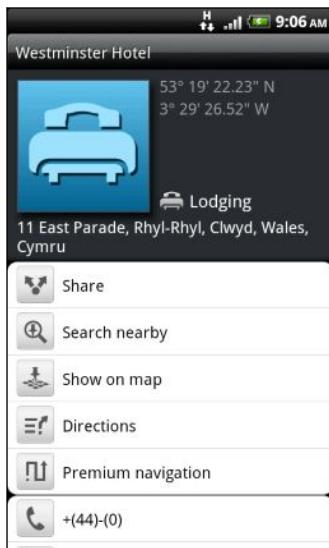 H
9:06 AM
Westminster Hotel
53° 19' 22.23" N
3° 29' 26.52" W
Lodging
11 East Parade, Rhyl-Rhyl, Clwyd, Wales,
Cymru
Share
Search nearby
Show on map
Directions
Premium navigation
+(44)-(0)